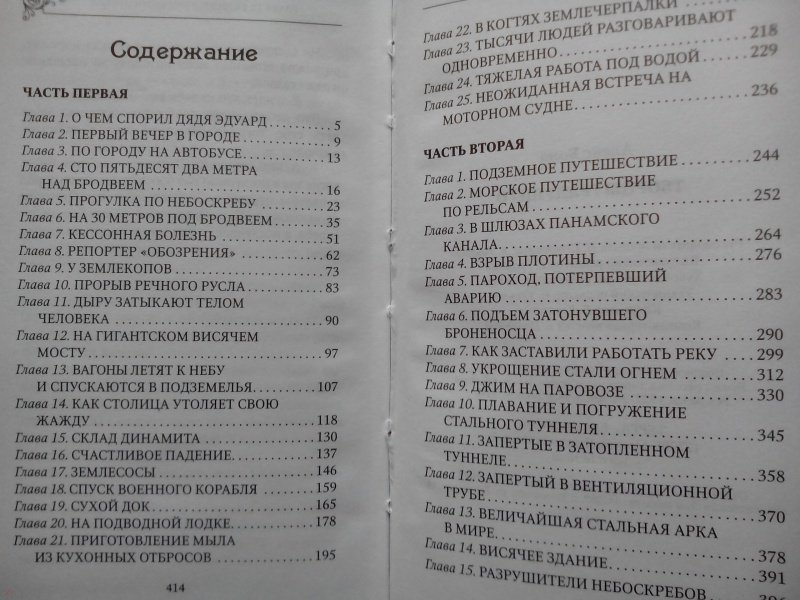 Содержание
ЧАСТЬ ПЕРВАЯ
Глава 1. О ЧЕМ СПОРИЛ ДЯДЯ ЭДУАРД .......... 5
Глава 2. ПЕРВЫЙ ВЕЧЕР В ГОРОДЕ .......... 9
Глава 3. ПО ГОРОДУ НА АВТОБУСЕ .......... 13
Глава 4. СТО ПЯТЬДЕСЯТ ДВА МЕТРА
НАД БРОДВЕЕМ .......... 16
Глава 5. ПРОГУЛКА ПО НЕБОСКРЕБУ .......... 23
Глава 6. НА 30 МЕТРОВ ПОД БРОДВЕЕМ .......... 35
Глава 7. КЕССОННАЯ БОЛЕЗНЬ .......... 51
Глава 8. РЕПОРТЕР «ОБОЗРЕНИЯ» .......... 62
Глава 9. У ЗЕМЛЕКОПОВ .......... 73
Глава 10. ПРОРЫВ РЕЧНОГО РУСЛА .......... 83
Глава 11. ДЫРУ ЗАТЫКАЮТ ТЕЛОМ
ЧЕЛОВЕКА .......... 90
Глава 12. НА ГИГАНТСКОМ ВИСЯЧЕМ
МОСТУ .......... 97
Глава 13. ВАГОНЫ ЛЕТЯТ К НЕБУ
И СПУСКАЮТСЯ В ПОДЗЕМЕЛЬЯ .......... 107
Глава 14. КАК СТОЛИЦА УТОЛЯЕТ СВОЮ
ЖАЖДУ .......... 118
Глава 15. СКЛАД ДИНАМИТА .......... 130
Глава 16. СЧАСТЛИВОЕ ПАДЕНИЕ .......... 137
Глава 17. ЗЕМЛЕСОСЫ .......... 146
Глава 18. СПУСК ВОЕННОГО КОРАБЛЯ .......... 159
Глава 19. СУХОЙ ДОК .......... 165
Глава 20. НА ПОДВОДНОЙ ЛОДКЕ .......... 178
Глава 21. ПРИГОТОВЛЕНИЕ МЫЛА
ИЗ КУХОННЫХ ОТБРОСОВ .......... 195
414
Глава 22. В КОГТЯХ ЗЕМЛЕЧЕРПАЛКИ
Глава 23. ТЫСЯЧИ ЛЮДЕЙ РАЗГОВАРИВАЮТ
ОДНОВРЕМЕННО .......... 218
Глава 24. ТЯЖЕЛАЯ РАБОТА ПОД ВОДОЙ .......... 229
Глава 25. НЕОЖИДАННАЯ ВСТРЕЧА НА
МОТОРНОМ СУДНЕ .......... 236
ЧАСТЬ ВТОРАЯ
Глава 1. ПОДЗЕМНОЕ ПУТЕШЕСТВИЕ .......... 244
Глава 2. МОРСКОЕ ПУТЕШЕСТВИЕ
ПО РЕЛЬСАМ .......... 252
Глава 3. В ШЛЮЗАХ ПАНАМСКОГО
КАНАЛА .......... 264
Глава 4. ВЗРЫВ ПЛОТИНЫ .......... 276
Глава 5. ПАРОХОД, ПОТЕРПЕВШИЙ
АВАРИЮ .......... 283
Глава 6. ПОДЪЕМ ЗАТОНУВШЕГО
БРОНЕНОСЦА .......... 290
Глава 7. КАК ЗАСТАВИЛИ РАБОТАТЬ РЕКУ .......... 299
Глава 8. УКРОЩЕНИЕ СТАЛИ ОГНЕМ .......... 312
Глава 9. ДЖИМ НА ПАРОВОЗЕ .......... 330
Глава 10. ПЛАВАНИЕ И ПОГРУЖЕНИЕ
СТАЛЬНОГО ТУННЕЛЯ .......... 345
Глава 11. ЗАПЕРТЫЕ В ЗАТОПЛЕННОМ
ТУННЕЛЕ .......... 358
Глава 12. ЗАПЕРТЫЙ В ВЕНТИЛЯЦИОННОЙ
ТРУБЕ .......... 370
Глава 13. ВЕЛИЧАЙШАЯ СТАЛЬНАЯ АРКА
В МИРЕ .......... 378
Глава 14. ВИСЯЧЕЕ ЗДАНИЕ .......... 391
Глава 15. РАЗРУШИТЕЛИ НЕБОСКРЕБОВ